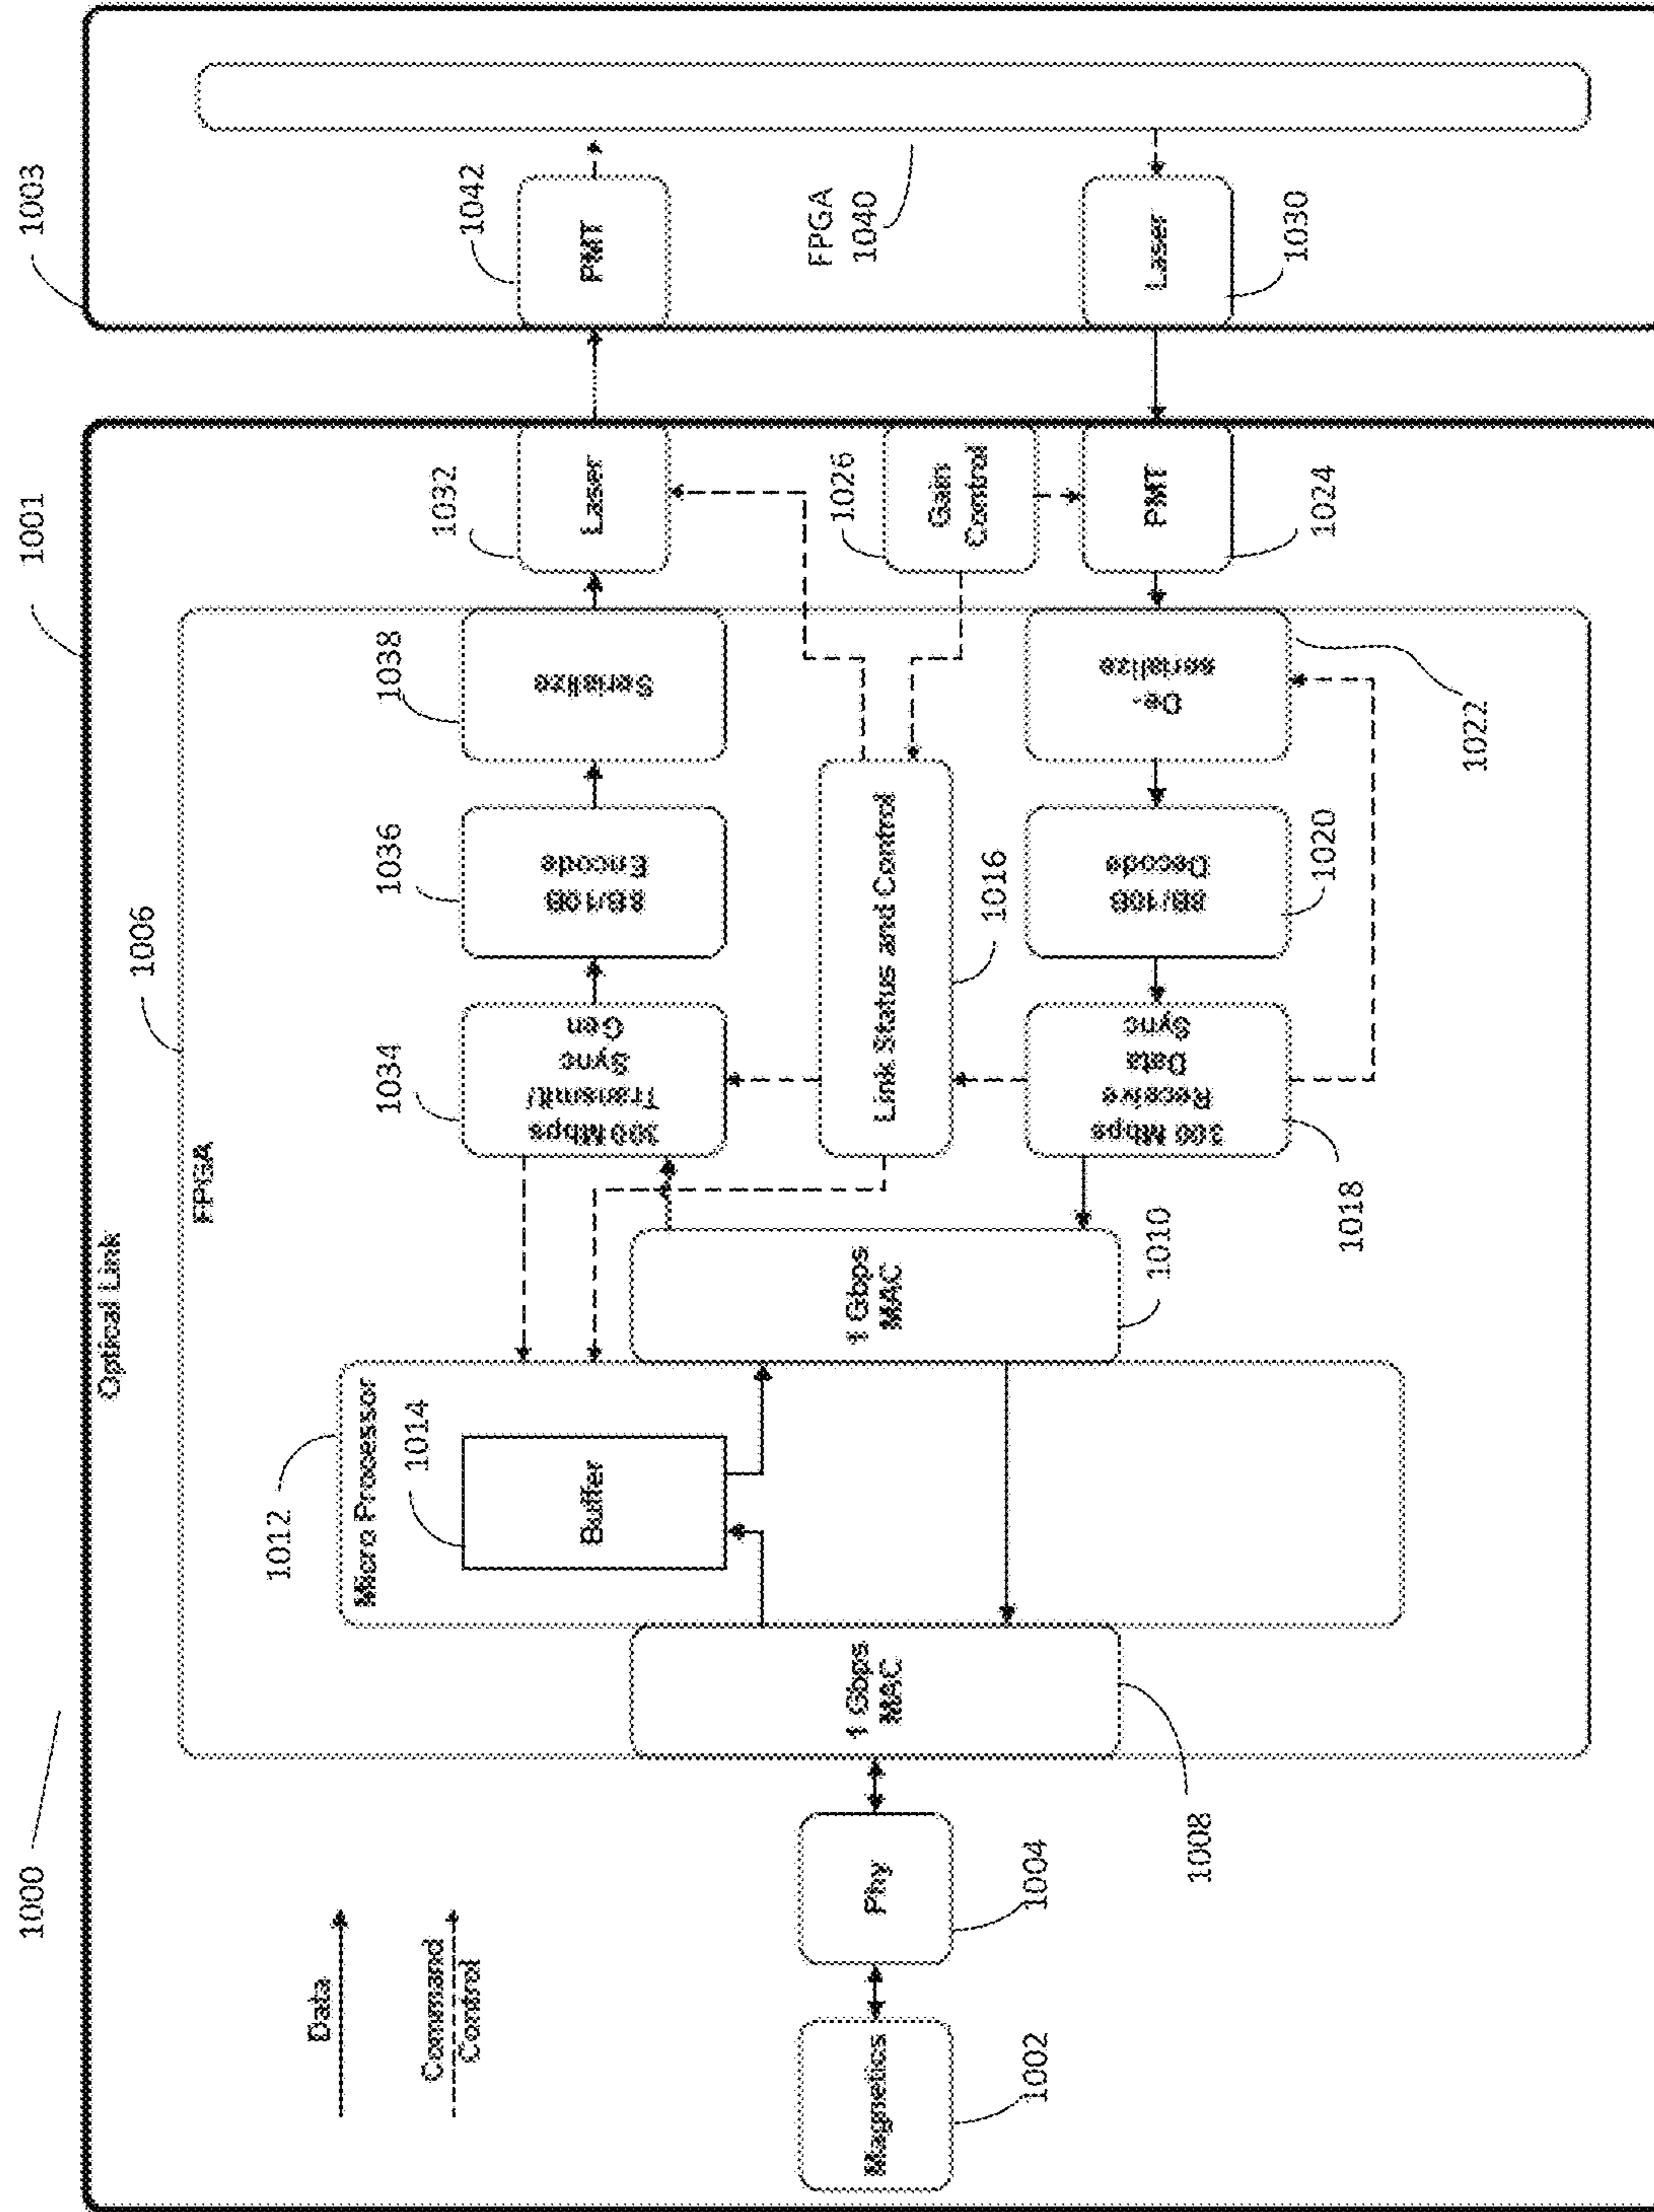 1000
1001
1003
Optical Link
1006
FPGA
Data
Command
Control
1012
Micro Processor
1014
Buffer
1034
300 Mbps
Transmit/
Sync
Gen
1036
8B/10B
Encode
1038
Serialize
1032
Laser
1042
PMT
Magnetics
1002
Phy
1004
1 Gbps
MAC
1008
1 Gbps
MAC
1010
Link Status and Control
1016
1026
Gain
Control
FPGA
1040
300 Mbps
Receive
Data
Sync
1018
8B/10B
Decode
1020
De.
serialize
1022
PMT
1024
Laser
1030